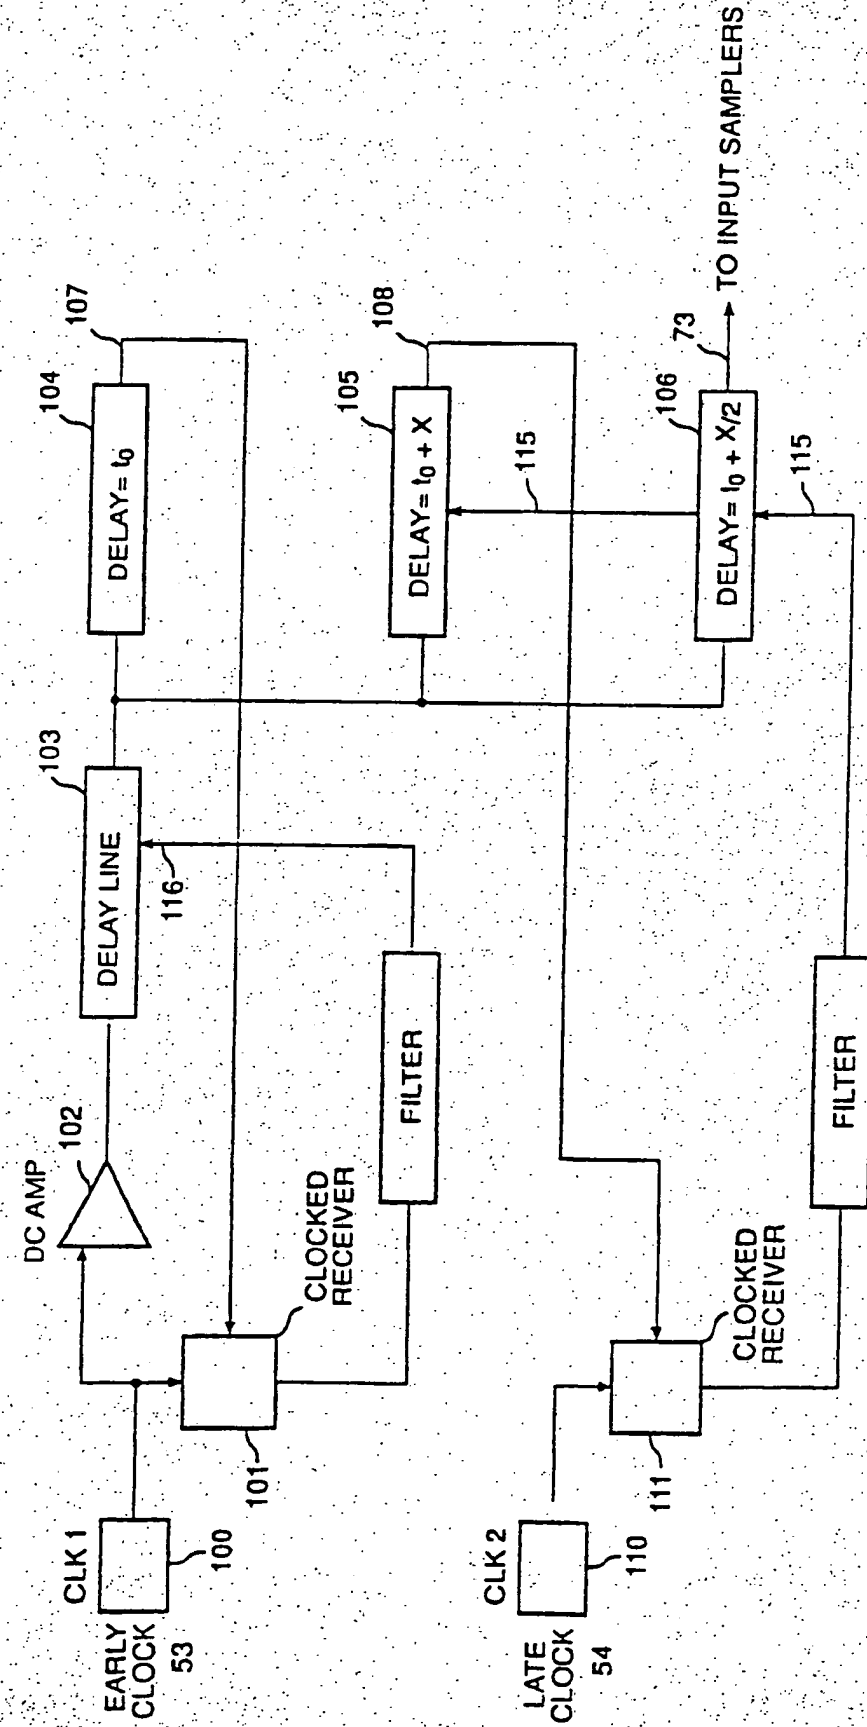 EARLY
CLOCK
53
CLK 1
100
101
DC AMP
102
CLOCKED
RECEIVER
DELAY LINE
103
116
FILTER
DELAY= t0
104
107
DELAY= t0 + X
105
108
115
DELAY= t0 + X/2
106
73
TO INPUT SAMPLERS
115
LATE
CLOCK
54
CLK 2
110
111
CLOCKED
RECEIVER
FILTER